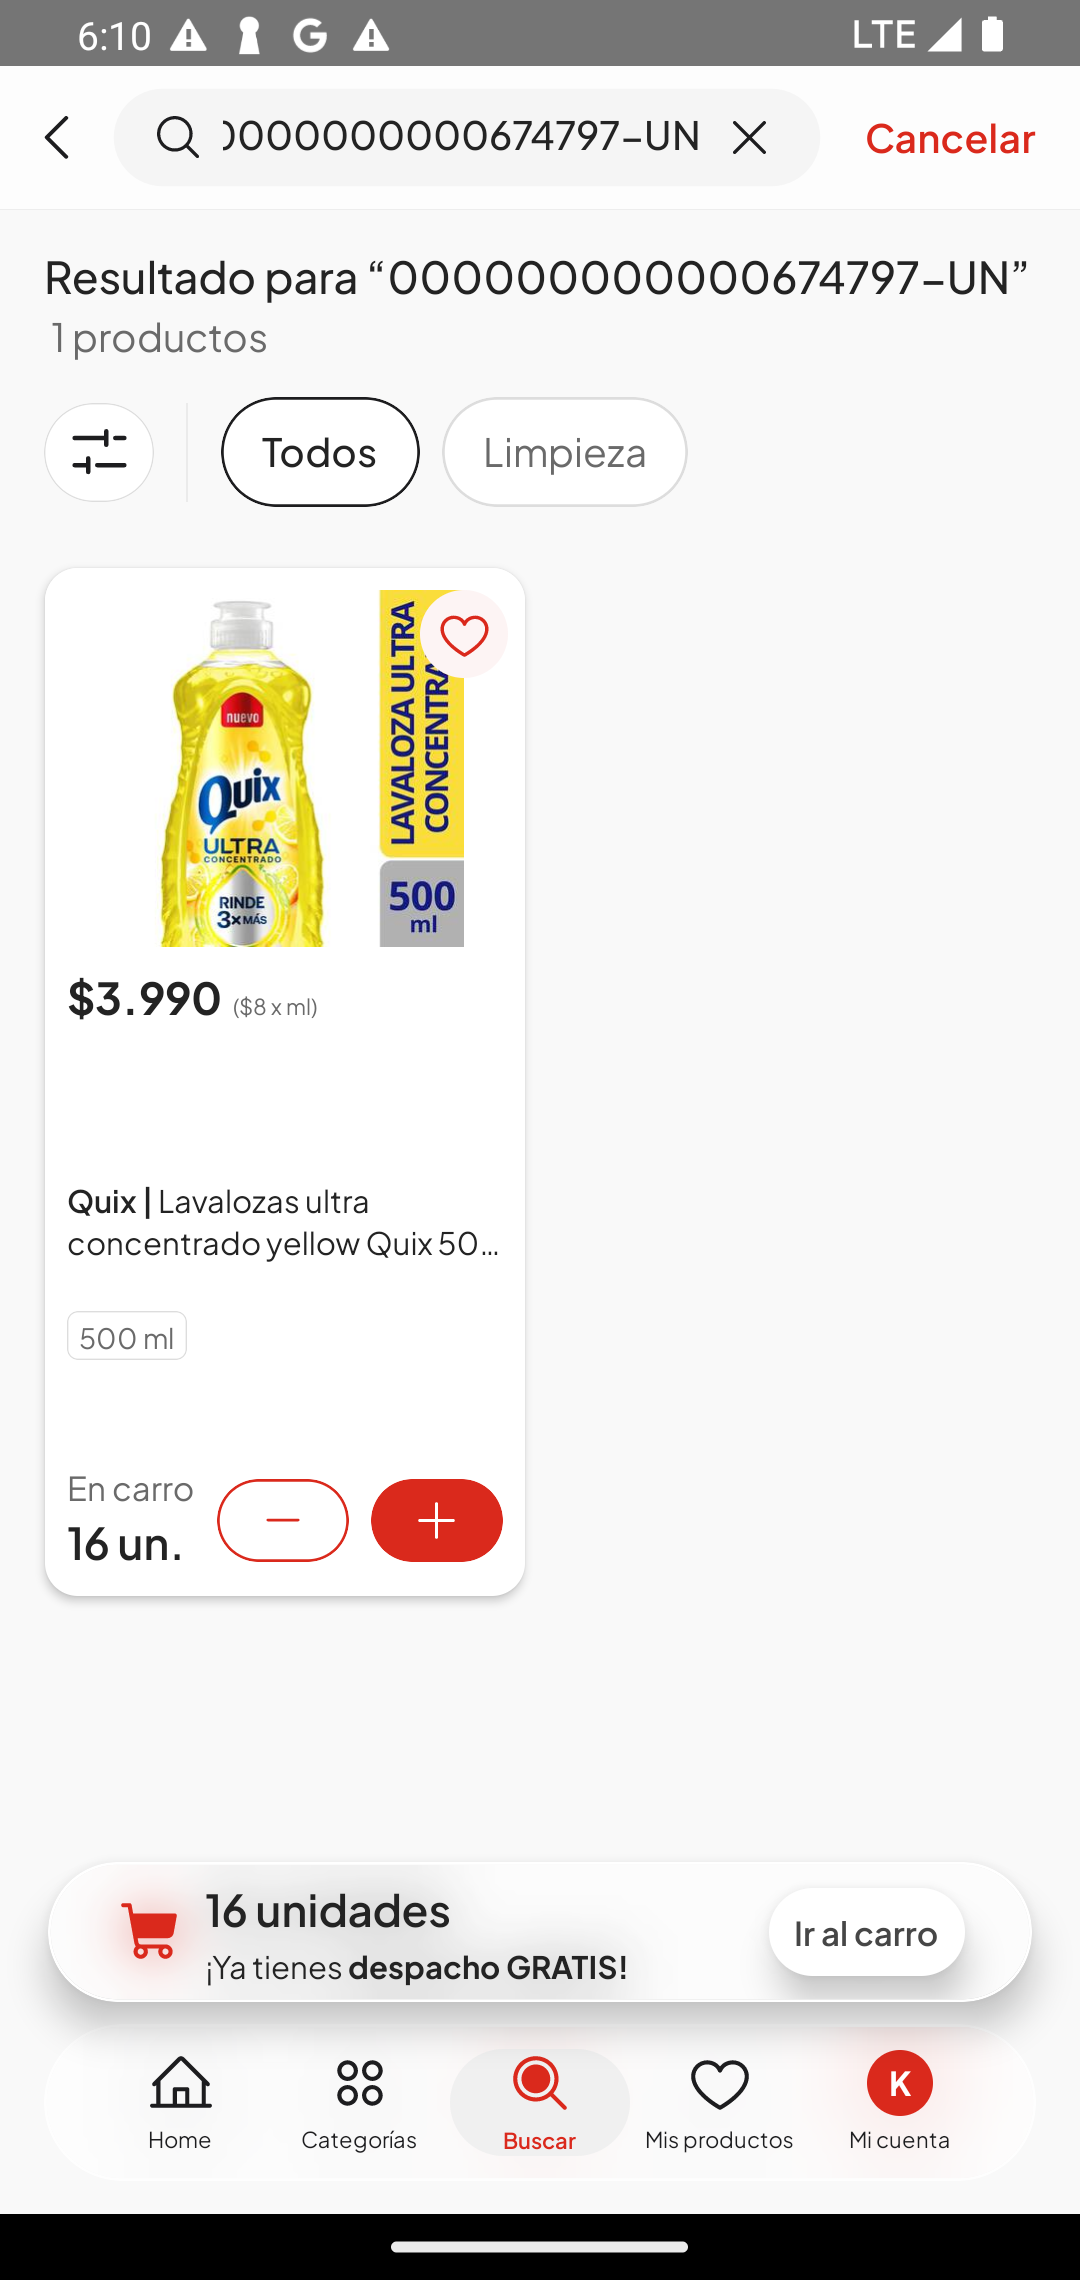 6:10 G LTE
0000000000674797-UN Cancelar
Resultado para “000000000000674797-UN”
1 productos
Todos Limpieza
LAVALOZA ULTRA
CONCENTRA
nuevo
Quix
ULTRA
CONCENTRADO
RINDE
3x MÁS
500
ml
$3.990 ($8 x ml)
Quix | Lavalozas ultra
concentrado yellow Quix 50...
500 ml
En carro
16 un.
16 unidades
¡Ya tienes despacho GRATIS!
Ir al carro
K
Home Categorías Buscar Mis productos Mi cuenta